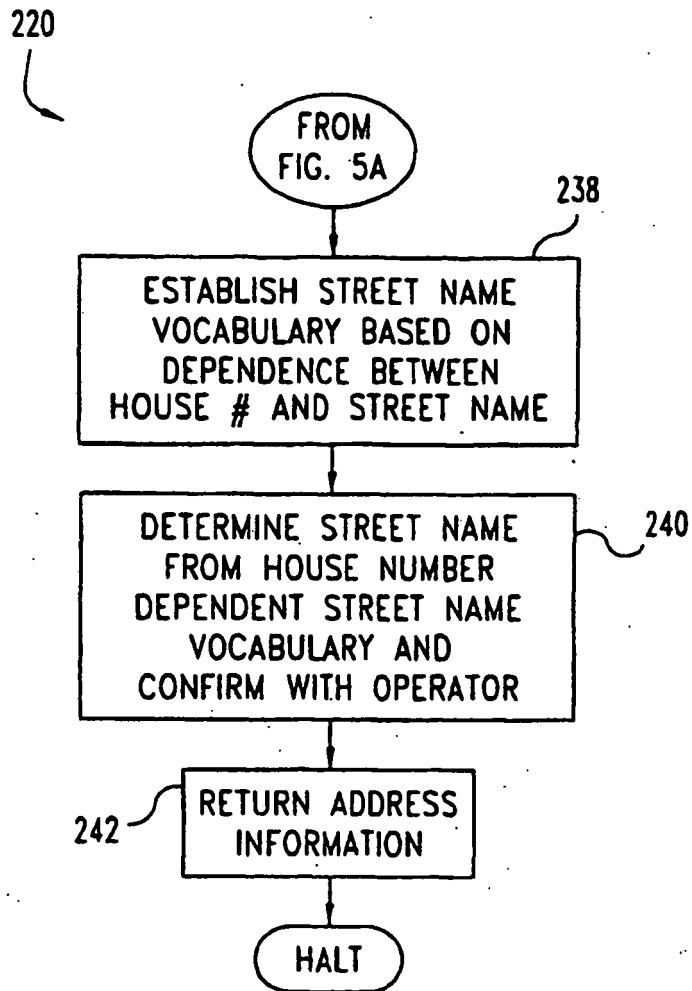 220
FROM
FIG. 5A
238
ESTABLISH STREET NAME
VOCABULARY BASED ON
DEPENDENCE BETWEEN
HOUSE # AND STREET NAME
DETERMINE STREET NAME
FROM HOUSE NUMBER
DEPENDENT STREET NAME
VOCABULARY AND
CONFIRM WITH OPERATOR
240
242
RETURN ADDRESS
INFORMATION
HALT